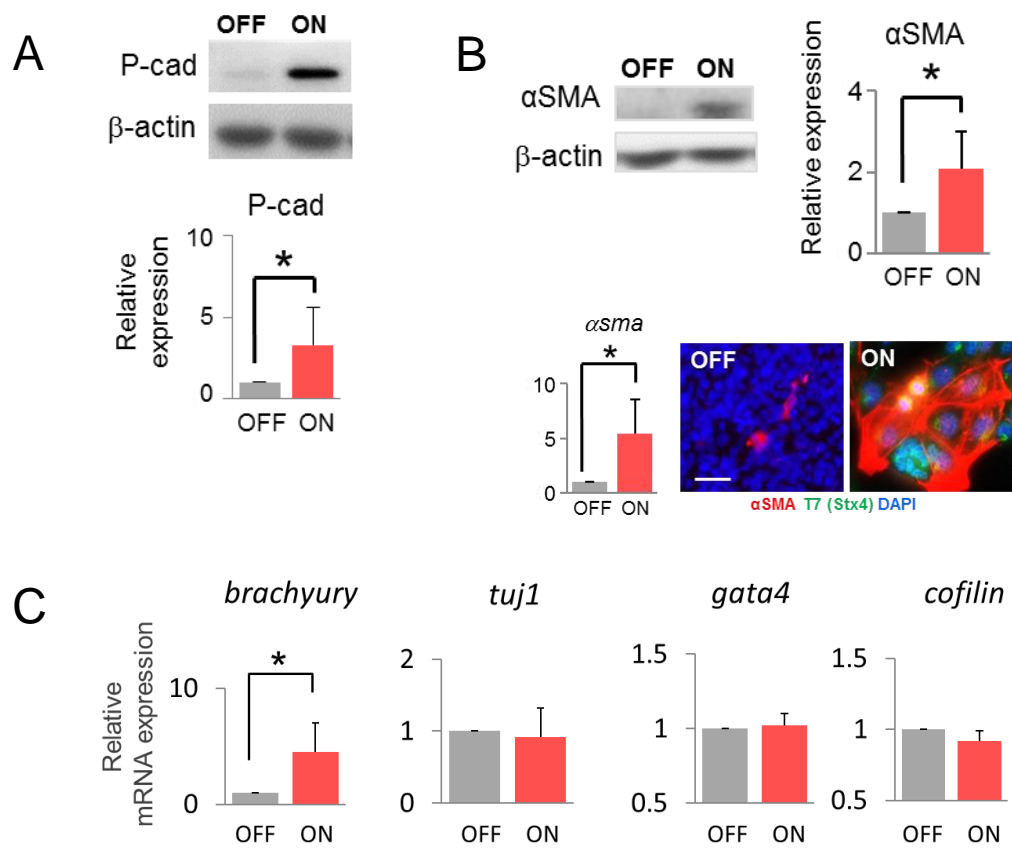 A
OFF ON
P-cad
β-actin
P-cad
Relative
expression
10
5
0
*
OFF ON
B
OFF ON
αSMA
β-actin
αSMA
Relative expression
4
2
0
*
OFF ON
αsma
10
5
0
*
OFF ON
OFF
ON
αSMA T7 (Stx4) DAPI
C
Relative
mRNA expression
brachyury
10
0
*
OFF ON
tuj1
2
1
0
OFF ON
gata4
1.5
1
0.5
OFF ON
cofilin
1.5
1
0.5
OFF ON